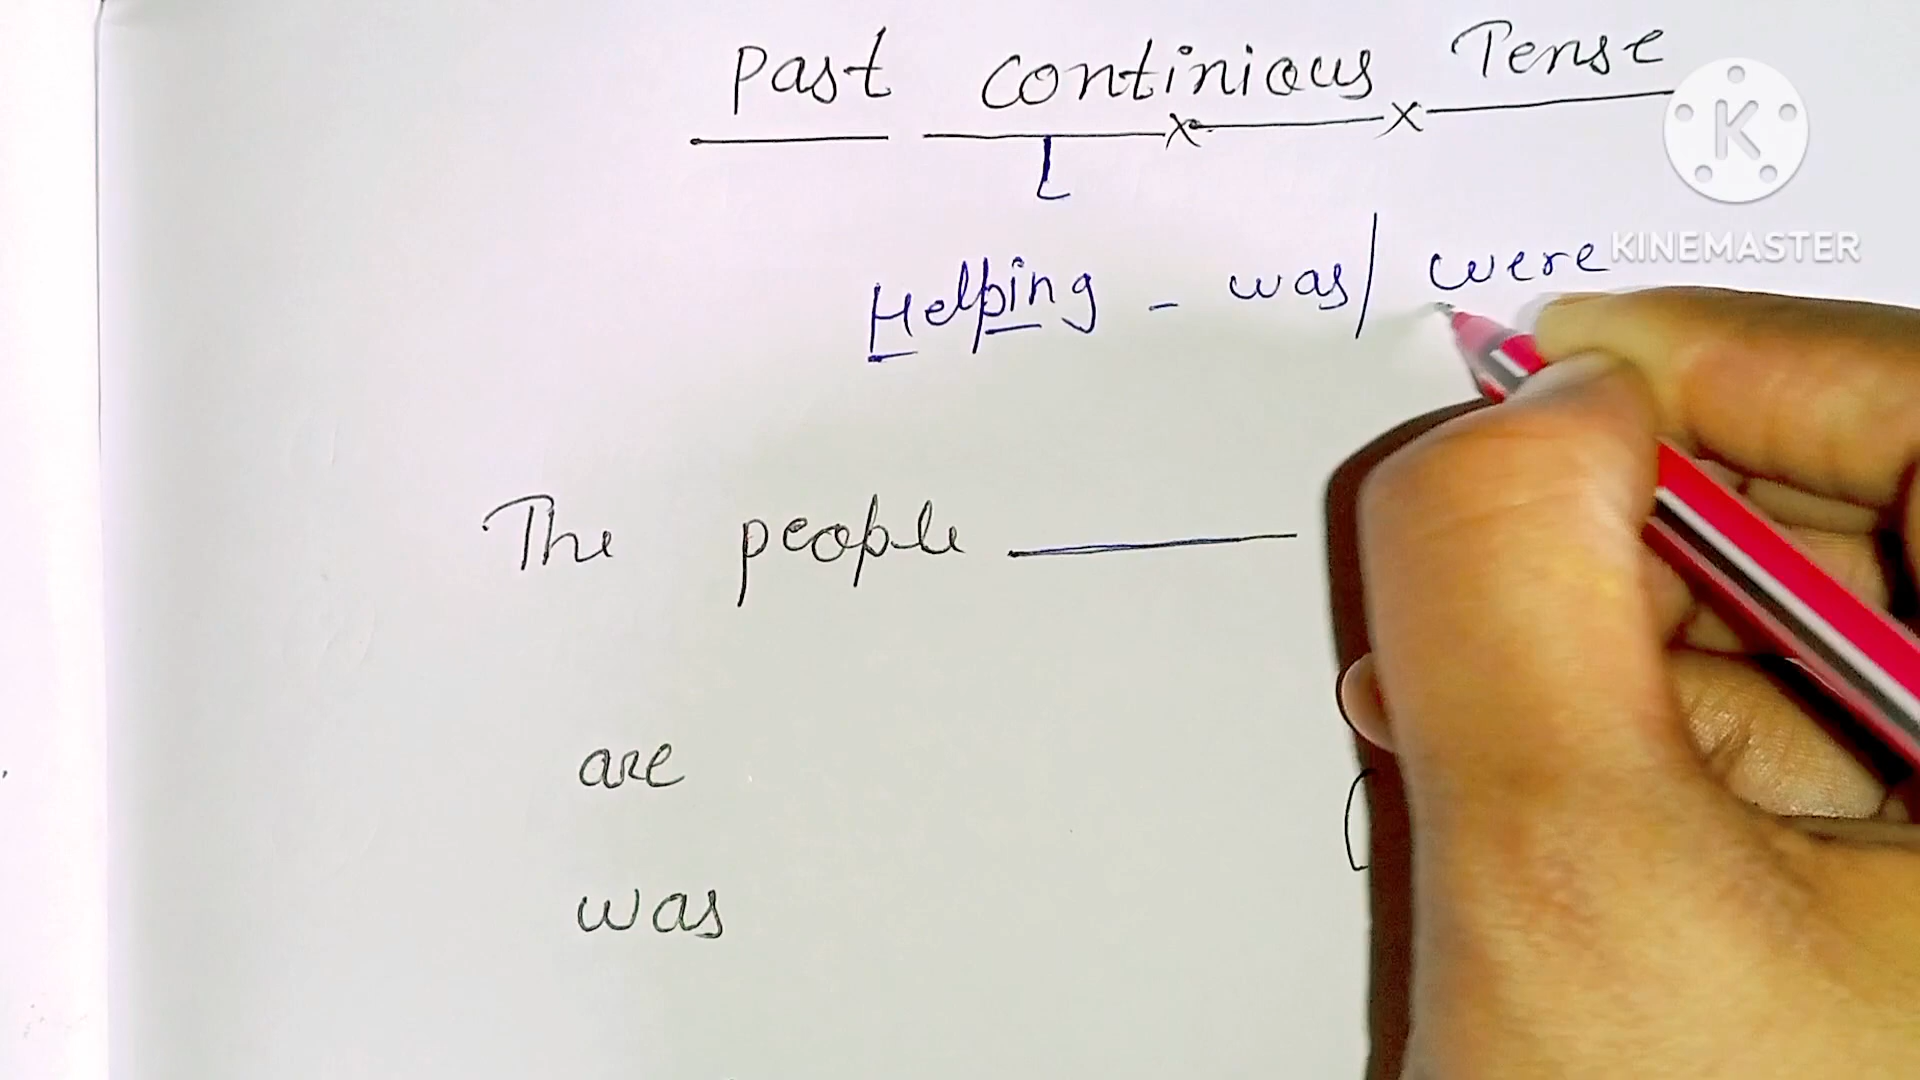 Past continious Tense
Helping - was/ were
KINEMASTER
The people
are
was